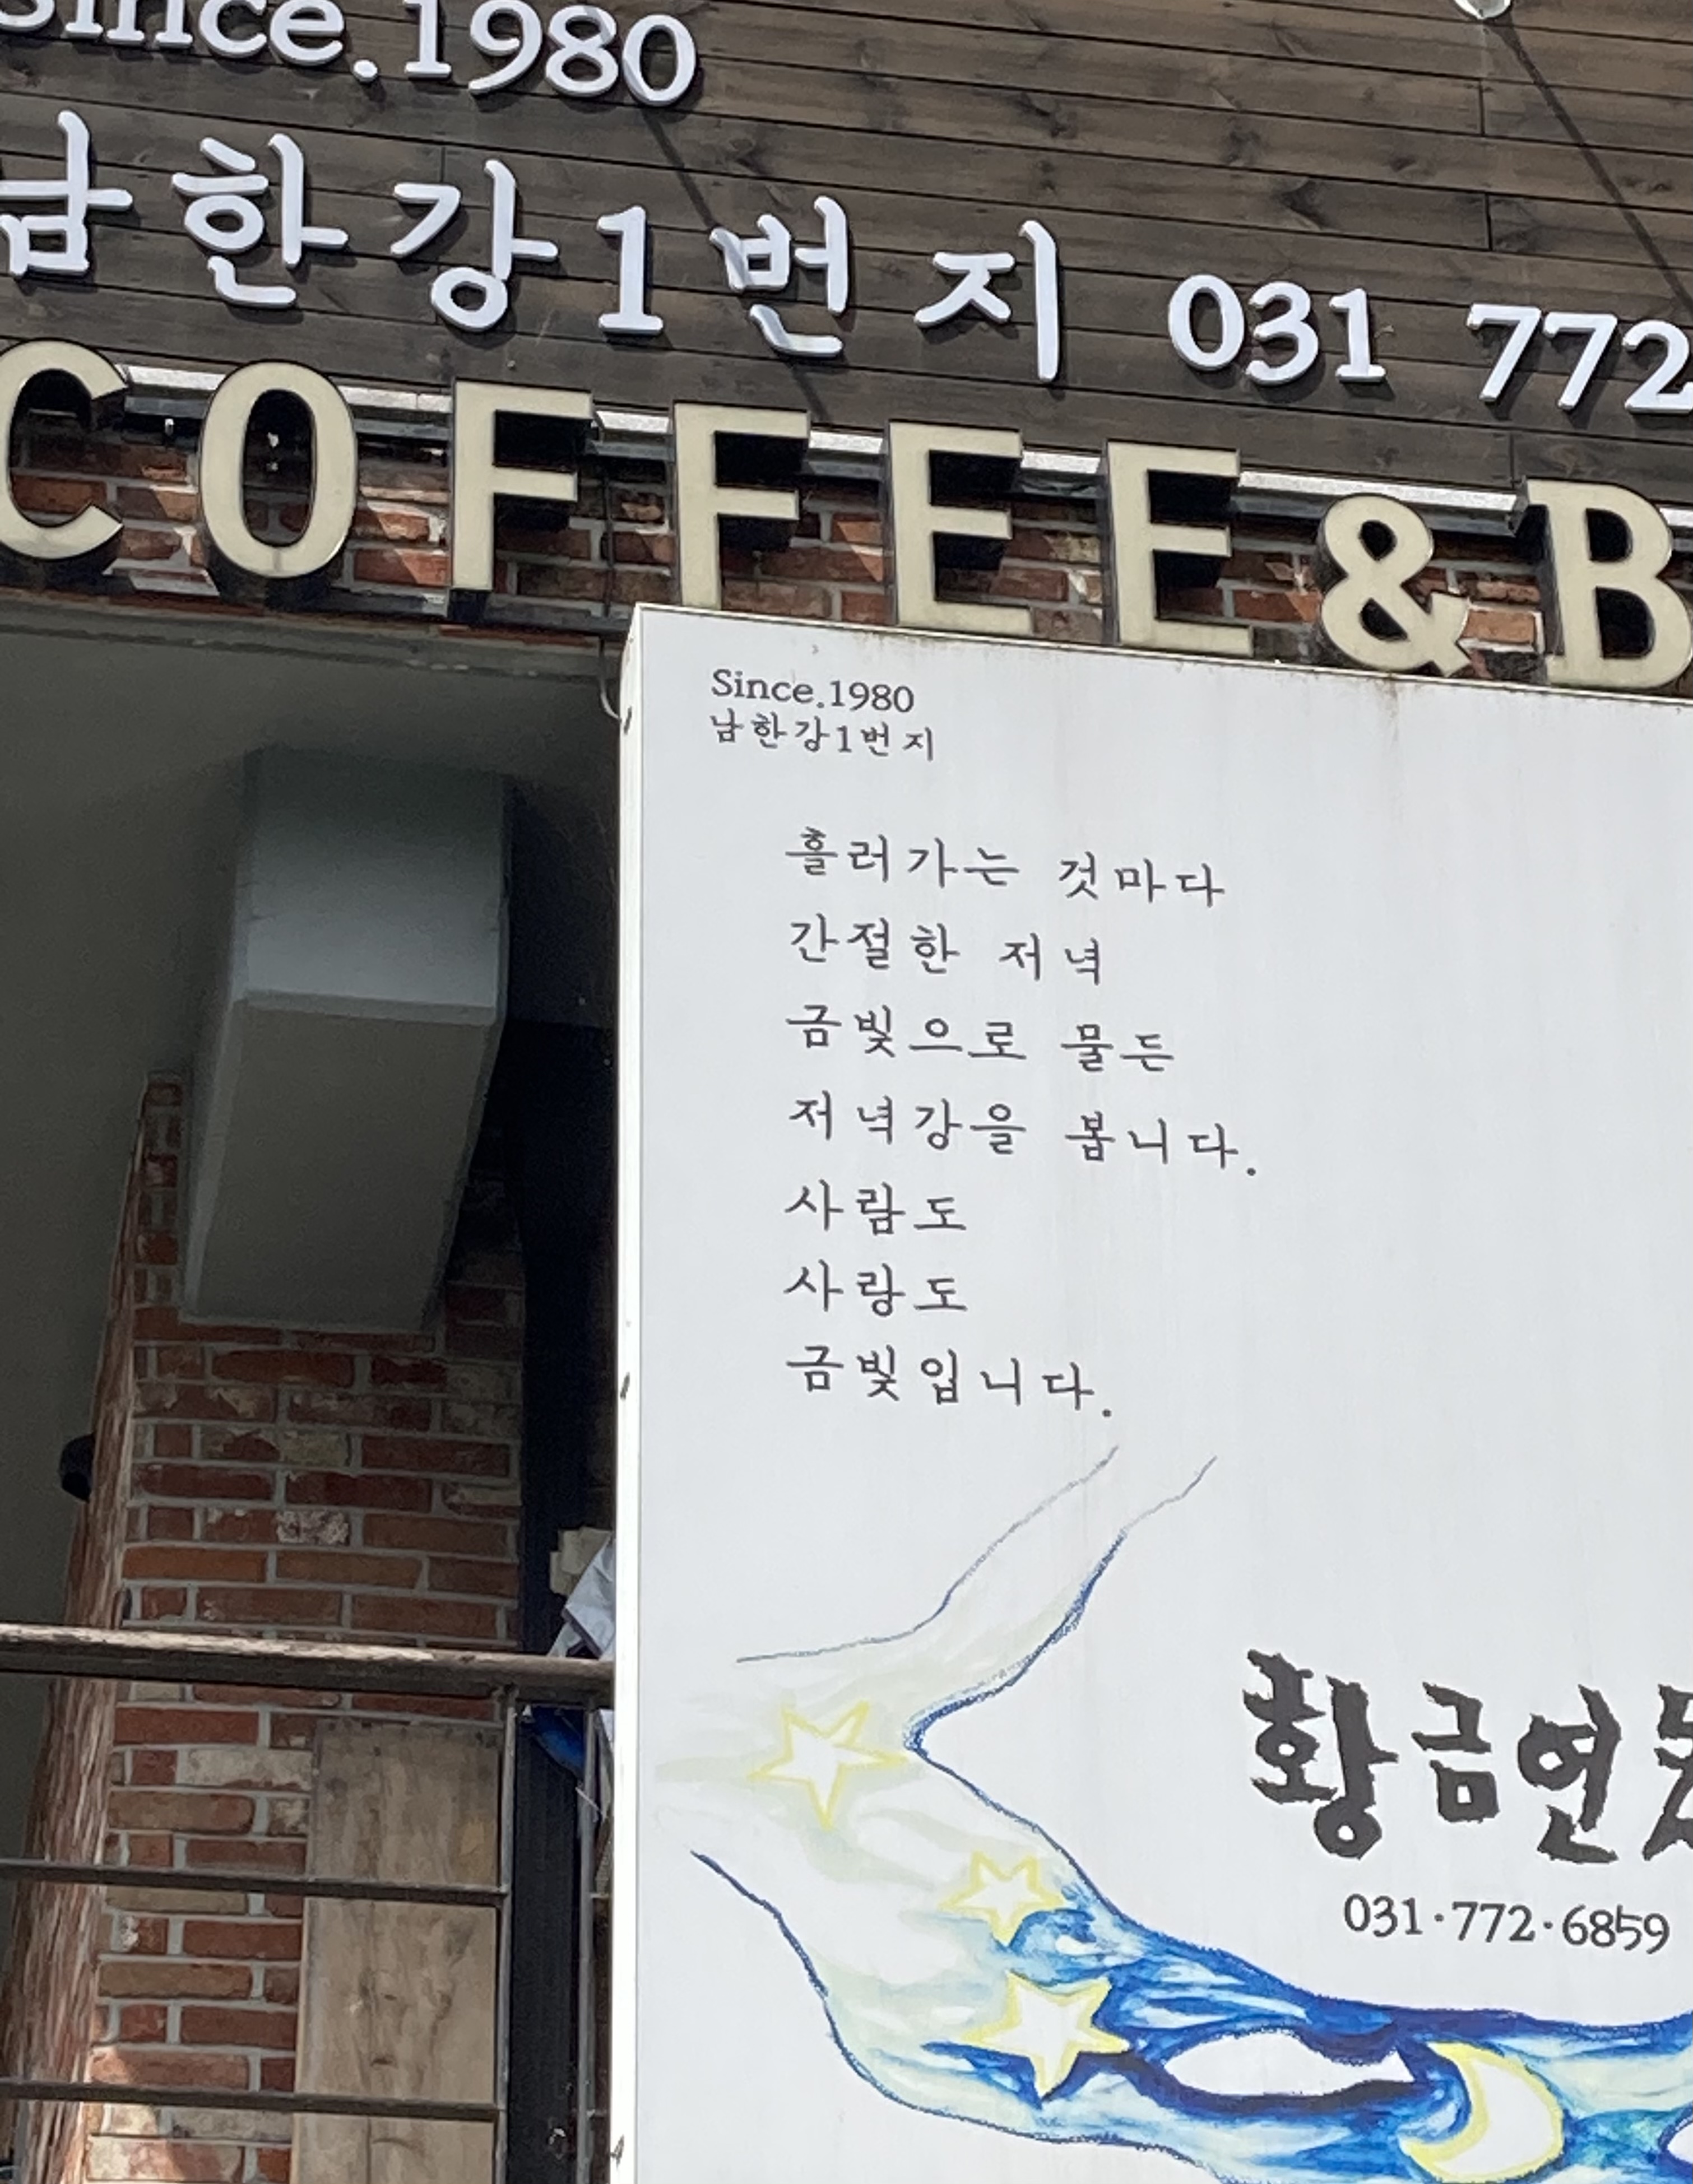 since.1980
남한강1번지 031 772
COFFEE&B
Since.1980
남한강1번지
흘러가는 것마다
간절한 저녁
금빛으로 물든
저녁강을 봅니다.
사람도
사랑도
금빛입니다.
황금연
031·772·6859